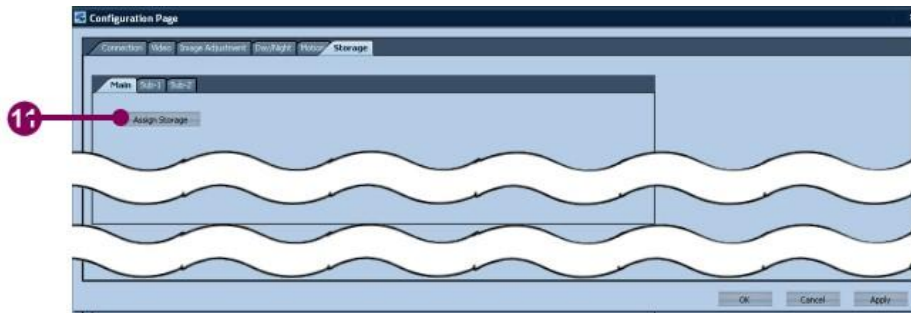 Configuration Page
Connection Video Image Adjustment Day/Night Motion Storage
Main Sub-1 Sub-2
11 Assign Storage
OK Cancel Apply